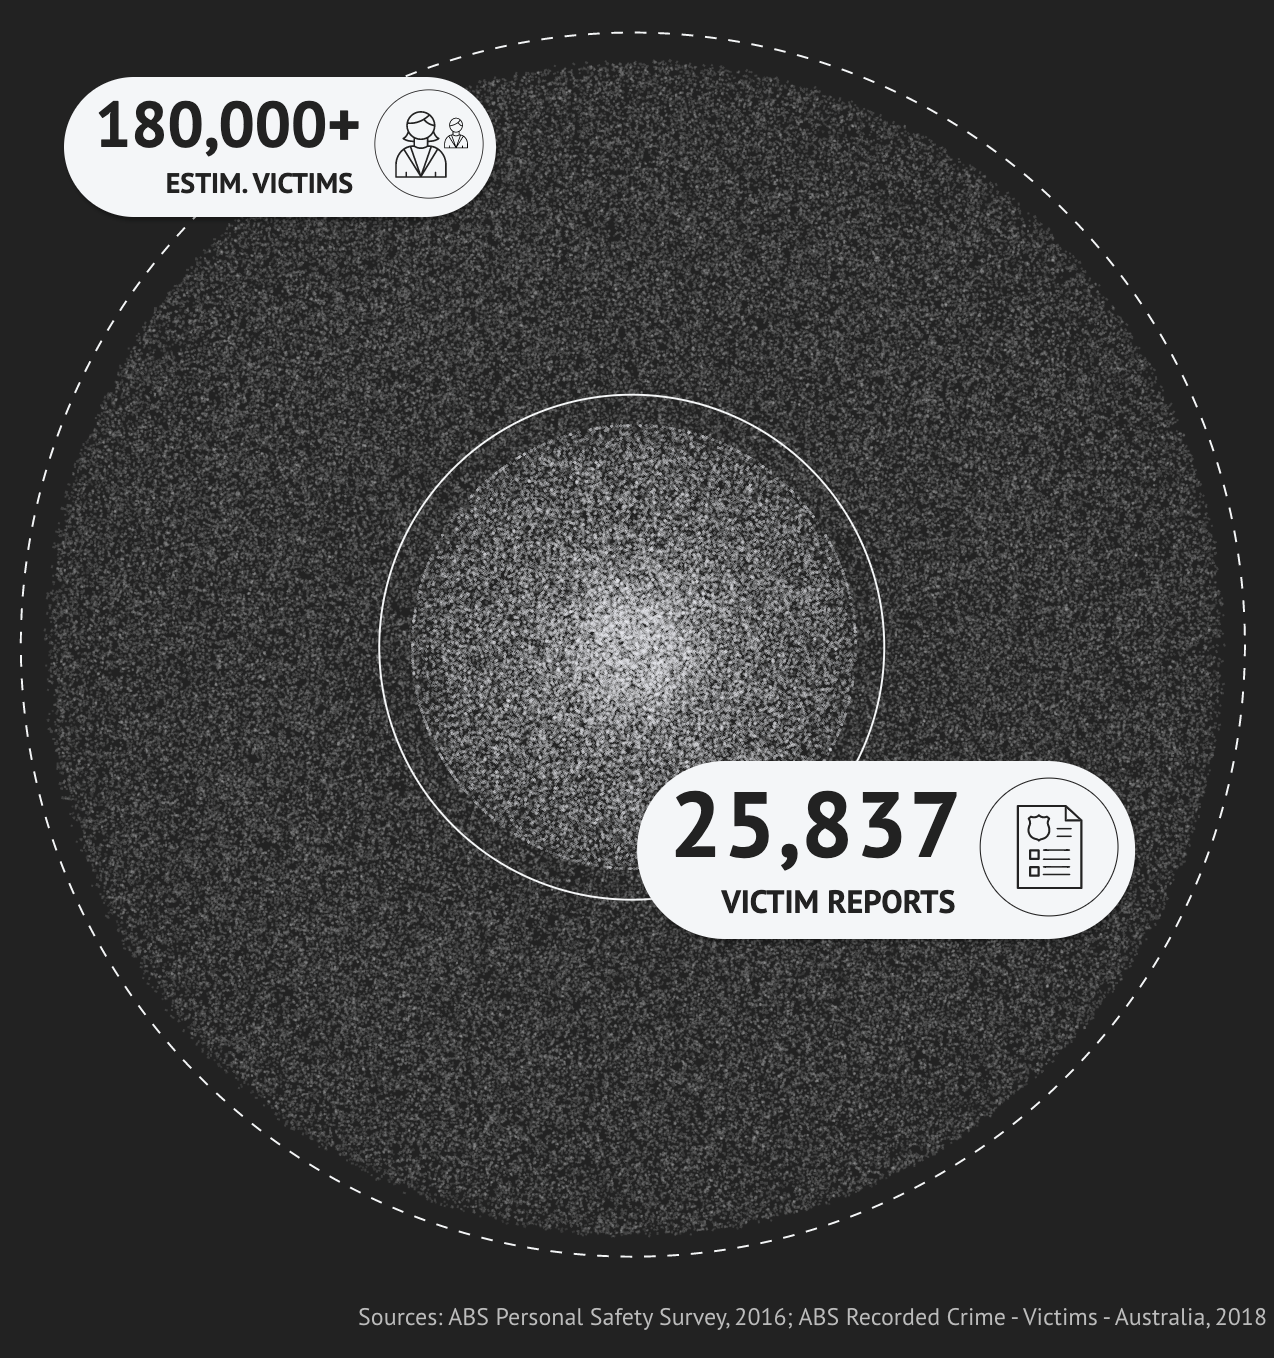 180,000+
ESTIM. VICTIMS
25,837
VICTIM REPORTS
Sources: ABS Personal Safety Survey, 2016; ABS Recorded Crime - Victims - Australia, 2018